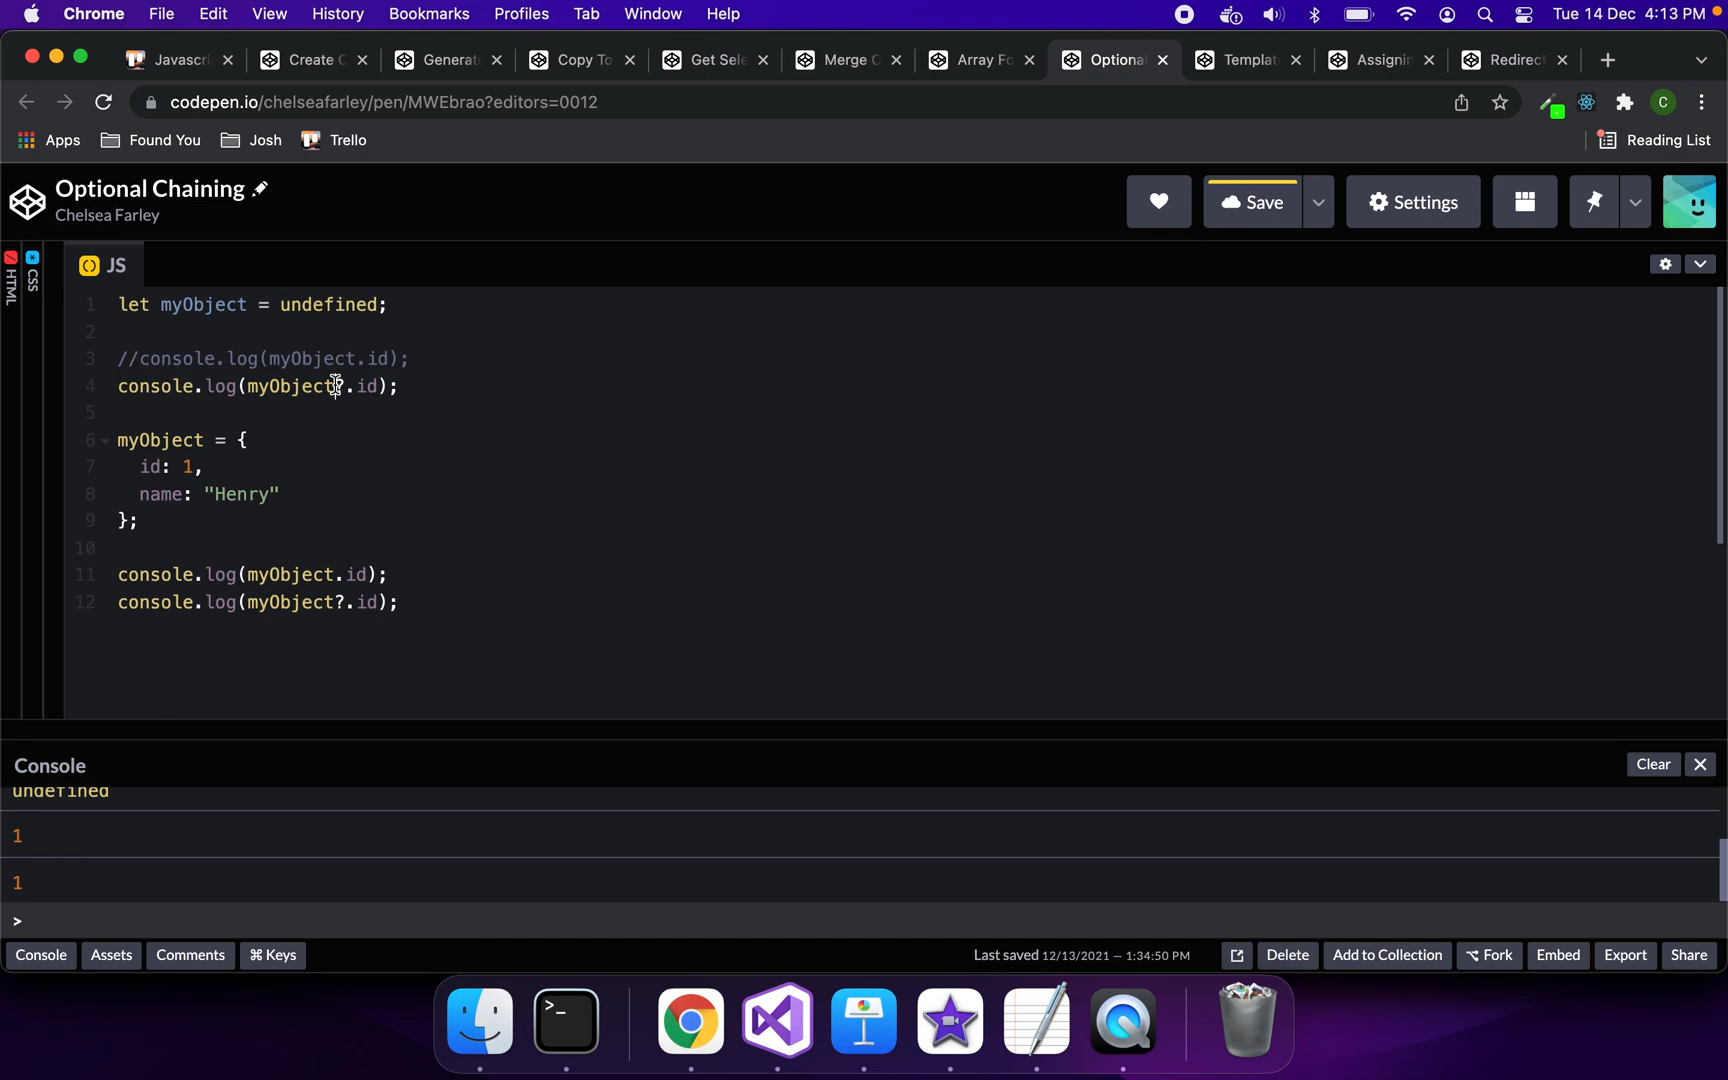 Chrome File Edit View History Bookmarks Profiles Tab Window Help Tue 14 Dec 4:13 PM
Javascri Create C Generat Copy To Get Sele Merge O Array Fo Optiona Templat Assignin Redirect
codepen.io/chelseafarley/pen/MWEbrao?editors=0012 C
Apps Found You Josh Trello Reading List
Optional Chaining
Chelsea Farley
Save Settings
HTML
CSS
JS
1 let myObject = undefined;
2
3 //console.log(myObject.id);
4 console.log(myObject?.id);
5
6 myObject = {
7 id: 1,
8 name: "Henry"
9 };
10
11 console.log(myObject.id);
12 console.log(myObject?.id);
Console Clear
undefined
1
1
>
Console Assets Comments ⌘ Keys Last saved 12/13/2021 — 1:34:50 PM Delete Add to Collection ⌥ Fork Embed Export Share